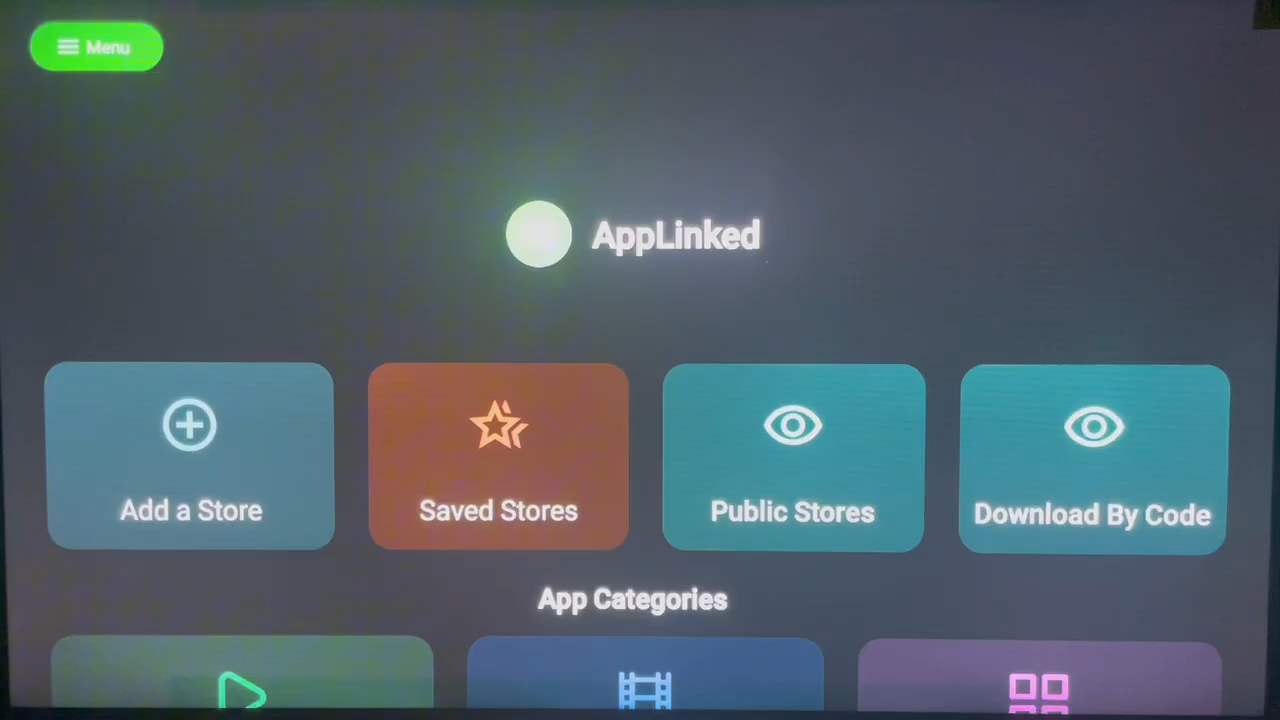 Menu
AppLinked
Add a Store
Saved Stores
Public Stores
Download By Code
App Categories